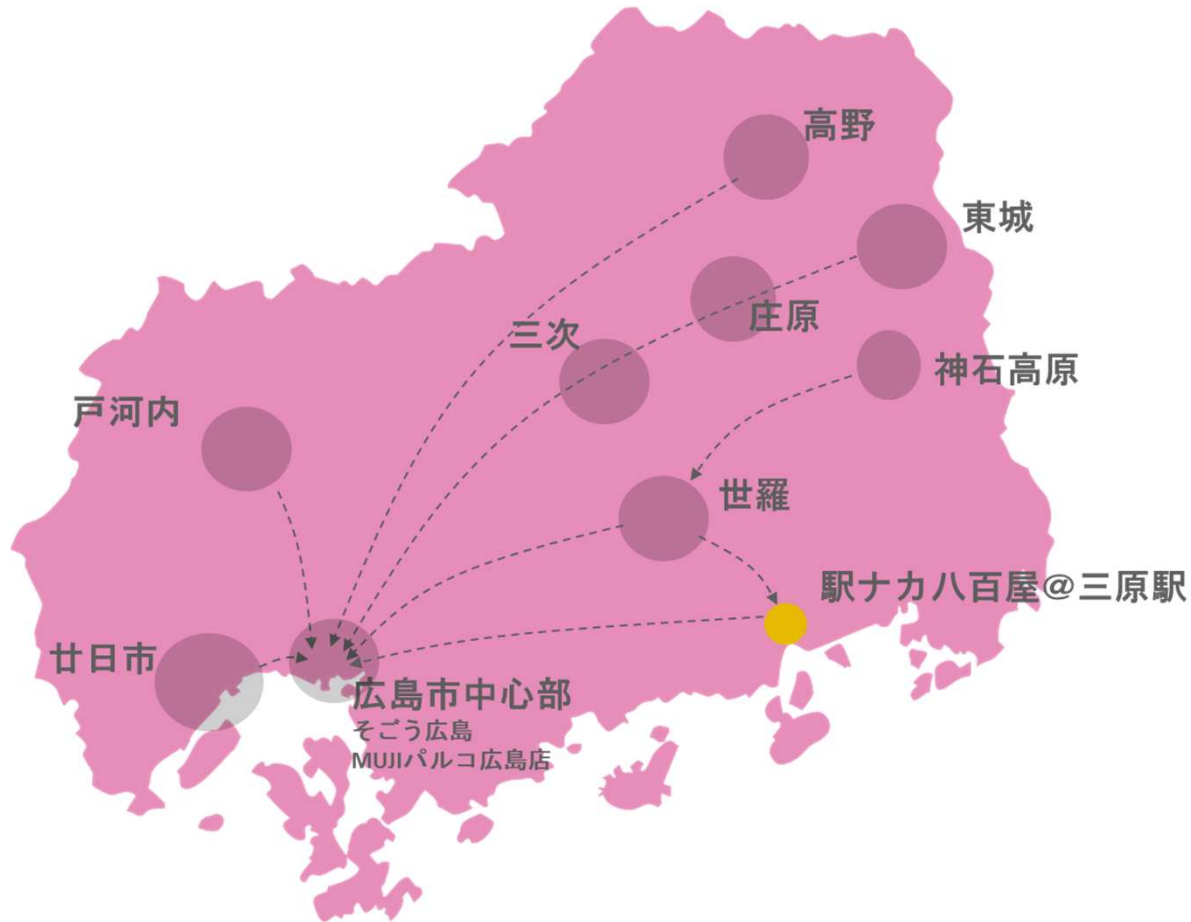 高野
東城
庄原
三次
神石高原
戸河内
世羅
駅ナカ八百屋@三原駅
廿日市
広島市中心部
そごう広島
MUJIパルコ広島店